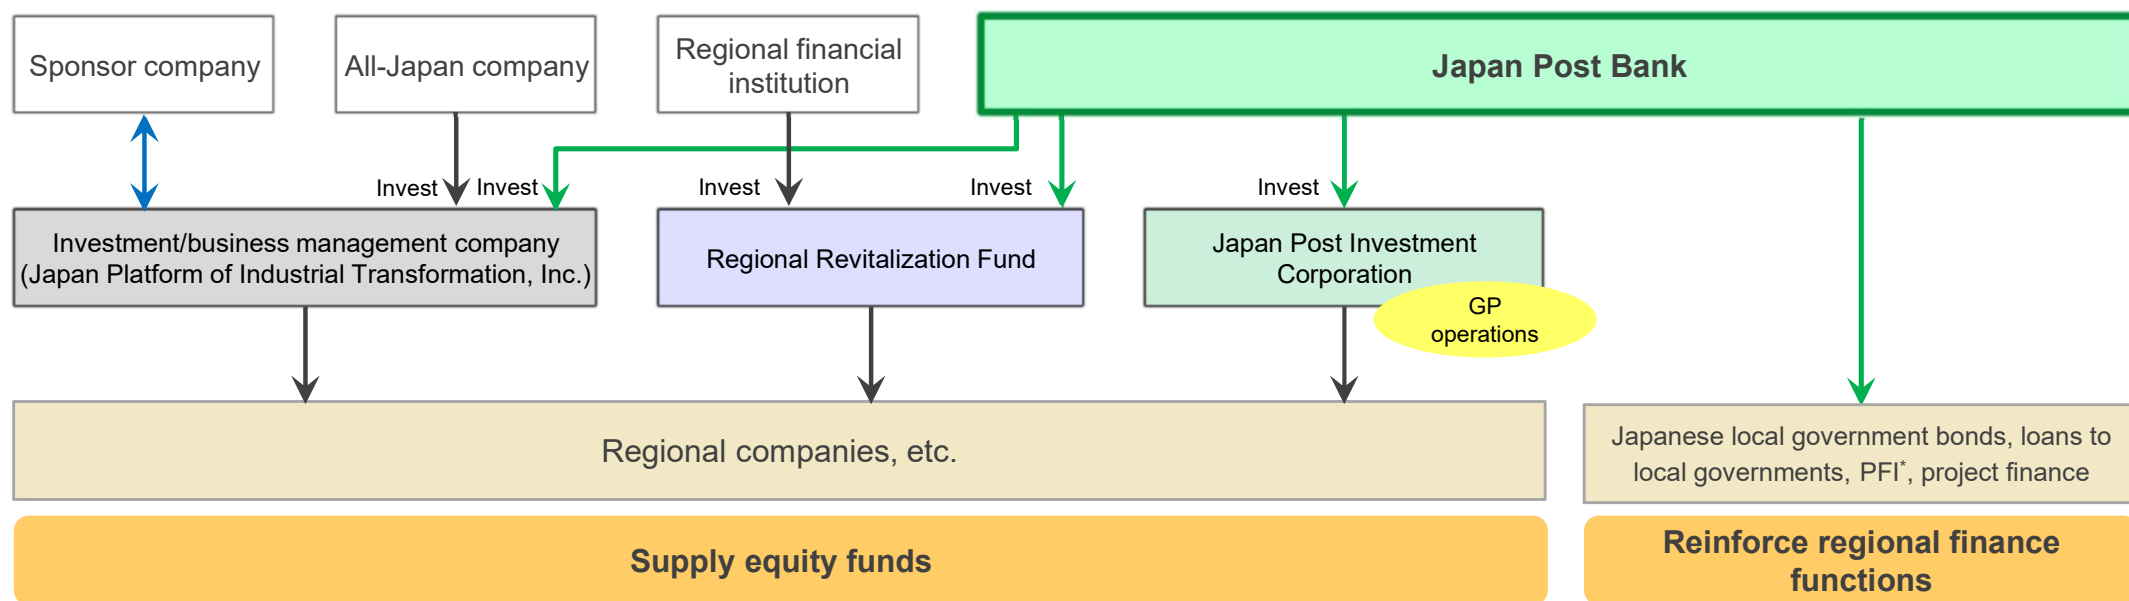 Sponsor company
All-Japan company
Regional financial
institution
Japan Post Bank
Invest
Invest
Invest
Invest
Invest
Investment/business management company
(Japan Platform of Industrial Transformation, Inc.)
Regional Revitalization Fund
Japan Post Investment
Corporation
GP
operations
Regional companies, etc.
Japanese local government bonds, loans to
local governments, PFI*, project finance
Supply equity funds
Reinforce regional finance
functions